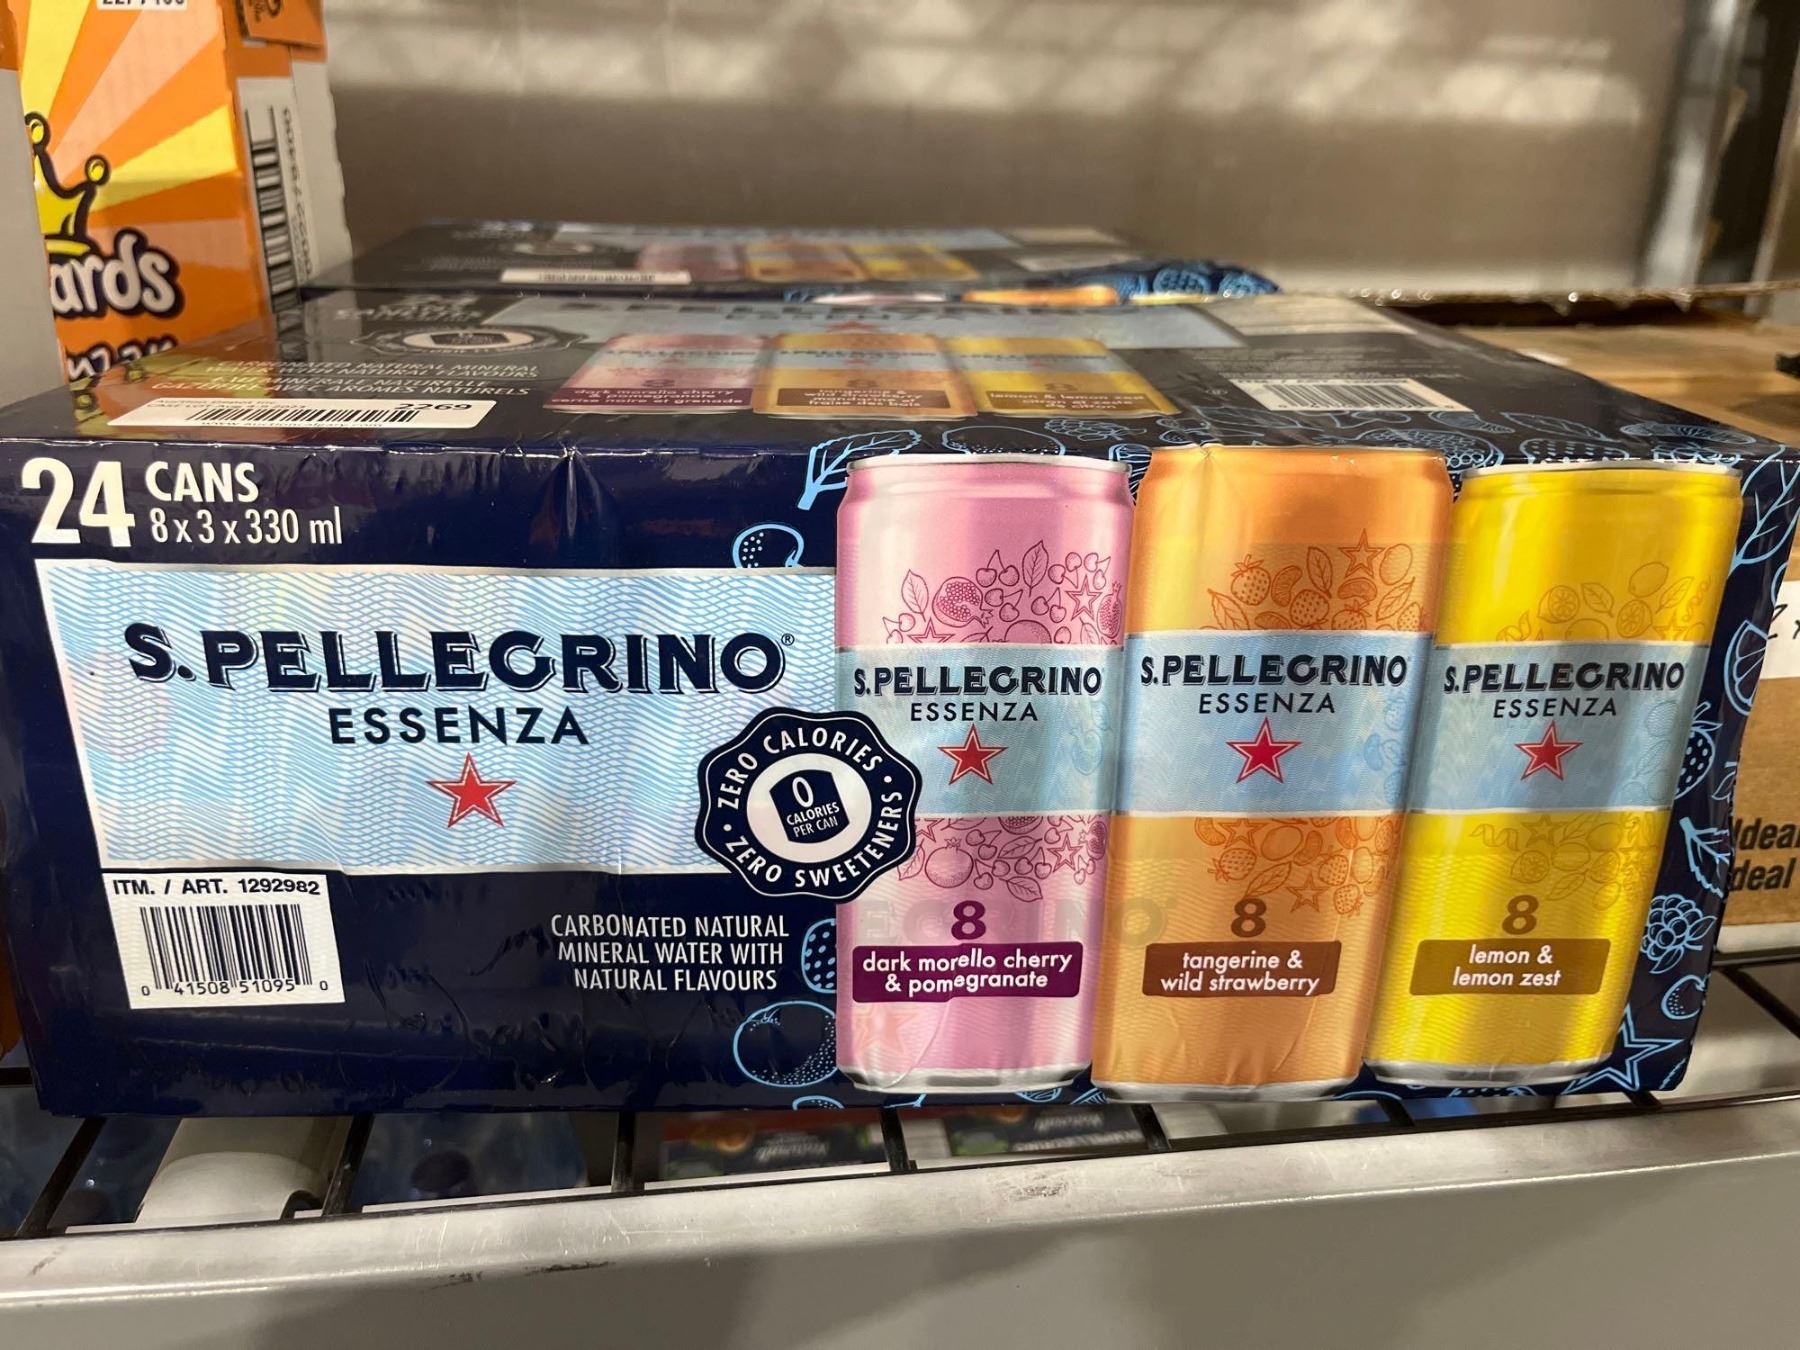 ards
2269
24 CANS
8 x 3 x 330 ml
S.PELLEGRINO®
ESSENZA
ZERO CALORIES • ZERO SWEETENERS •
0
CALORIES
PER CAN
ITM. / ART. 1292982
0 41508 51095 0
CARBONATED NATURAL
MINERAL WATER WITH
NATURAL FLAVOURS
S.PELLEGRINO
ESSENZA
8
dark morello cherry
& pomegranate
S.PELLEGRINO
ESSENZA
8
tangerine &
wild strawberry
S.PELLEGRINO
ESSENZA
8
lemon &
lemon zest
Ideal
deal